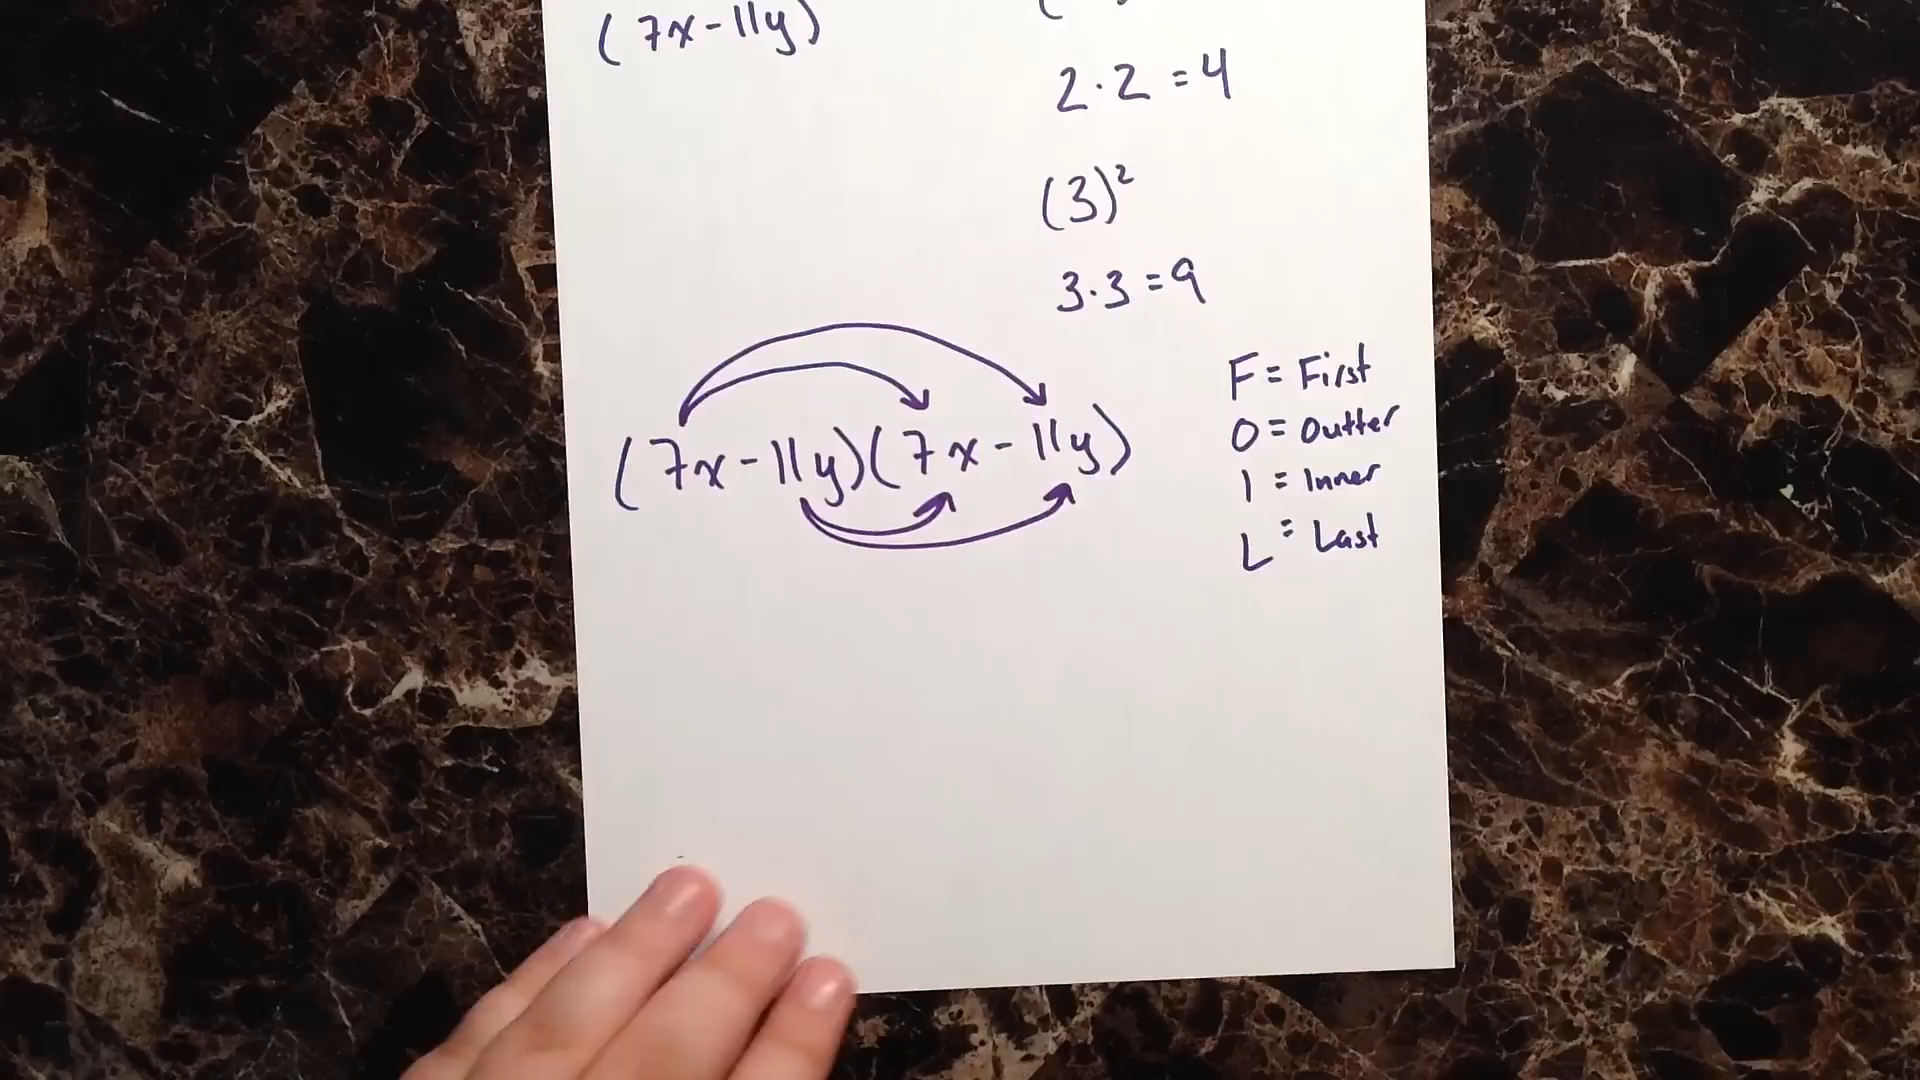 (7x-11y)
2·2=4
(3)²
3·3=9
(7x-11y)(7x-11y)
F = First
O = Outter
I = Inner
L = Last